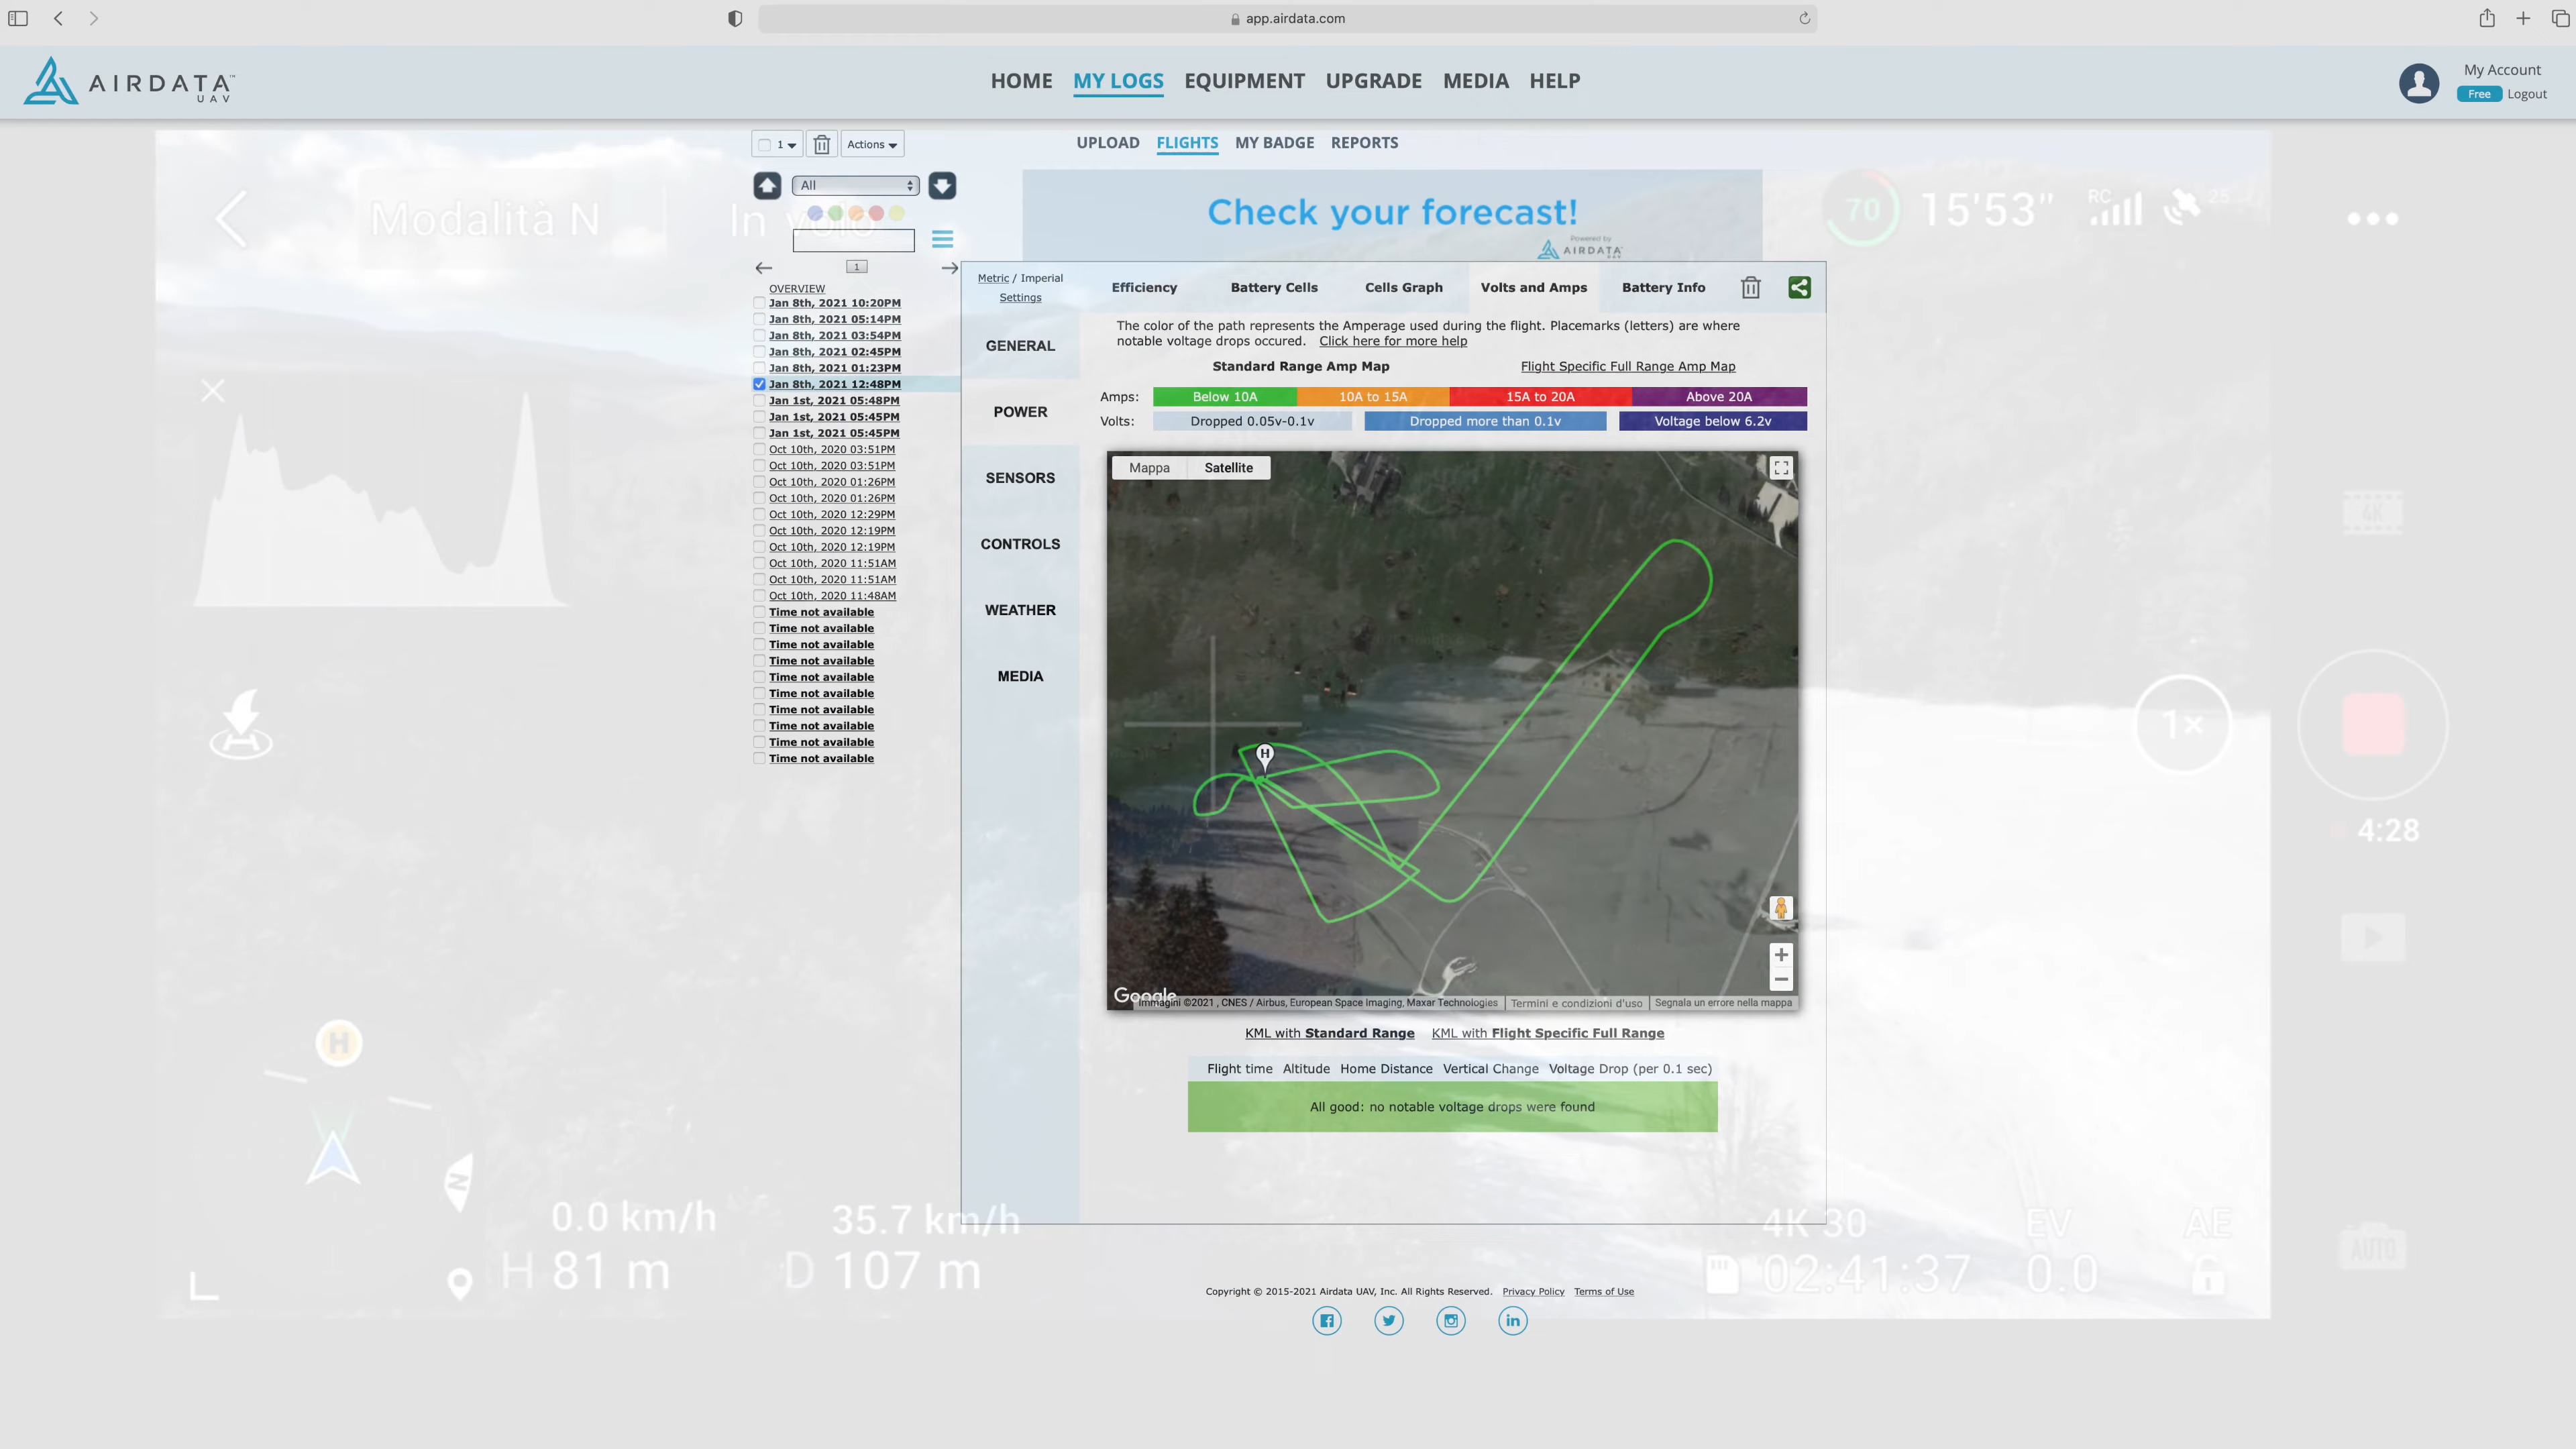 app.airdata.com
AIRDATA™
UAV
HOME MY LOGS EQUIPMENT UPGRADE MEDIA HELP
My Account
Free Logout
1 Actions
UPLOAD FLIGHTS MY BADGE REPORTS
All
Check your forecast!
Powered by
AIRDATA
UAV
Modalità N
In volo
70 15'53" RC 25
1
Metric / Imperial
Settings
Efficiency Battery Cells Cells Graph Volts and Amps Battery Info
OVERVIEW
Jan 8th, 2021 10:20PM
Jan 8th, 2021 05:14PM
Jan 8th, 2021 03:54PM
Jan 8th, 2021 02:45PM
Jan 8th, 2021 01:23PM
Jan 8th, 2021 12:48PM
Jan 1st, 2021 05:48PM
Jan 1st, 2021 05:45PM
Jan 1st, 2021 05:45PM
Oct 10th, 2020 03:51PM
Oct 10th, 2020 03:51PM
Oct 10th, 2020 01:26PM
Oct 10th, 2020 01:26PM
Oct 10th, 2020 12:29PM
Oct 10th, 2020 12:19PM
Oct 10th, 2020 12:19PM
Oct 10th, 2020 11:51AM
Oct 10th, 2020 11:51AM
Oct 10th, 2020 11:48AM
Time not available
Time not available
Time not available
Time not available
Time not available
Time not available
Time not available
Time not available
Time not available
Time not available
GENERAL
POWER
SENSORS
CONTROLS
WEATHER
MEDIA
The color of the path represents the Amperage used during the flight. Placemarks (letters) are where
notable voltage drops occured. Click here for more help
Standard Range Amp Map Flight Specific Full Range Amp Map
Amps: Below 10A 10A to 15A 15A to 20A Above 20A
Volts: Dropped 0.05v-0.1v Dropped more than 0.1v Voltage below 6.2v
Mappa Satellite
H
Google
Immagini ©2021 , CNES / Airbus, European Space Imaging, Maxar Technologies Termini e condizioni d'uso Segnala un errore nella mappa
KML with Standard Range KML with Flight Specific Full Range
Flight time Altitude Home Distance Vertical Change Voltage Drop (per 0.1 sec)
All good: no notable voltage drops were found
4K
1×
4:28
H
N
0.0 km/h 35.7 km/h
H 81 m D 107 m
4K 30 EV AE
02:41:37 0.0
AUTO
Copyright © 2015-2021 Airdata UAV, Inc. All Rights Reserved. Privacy Policy Terms of Use